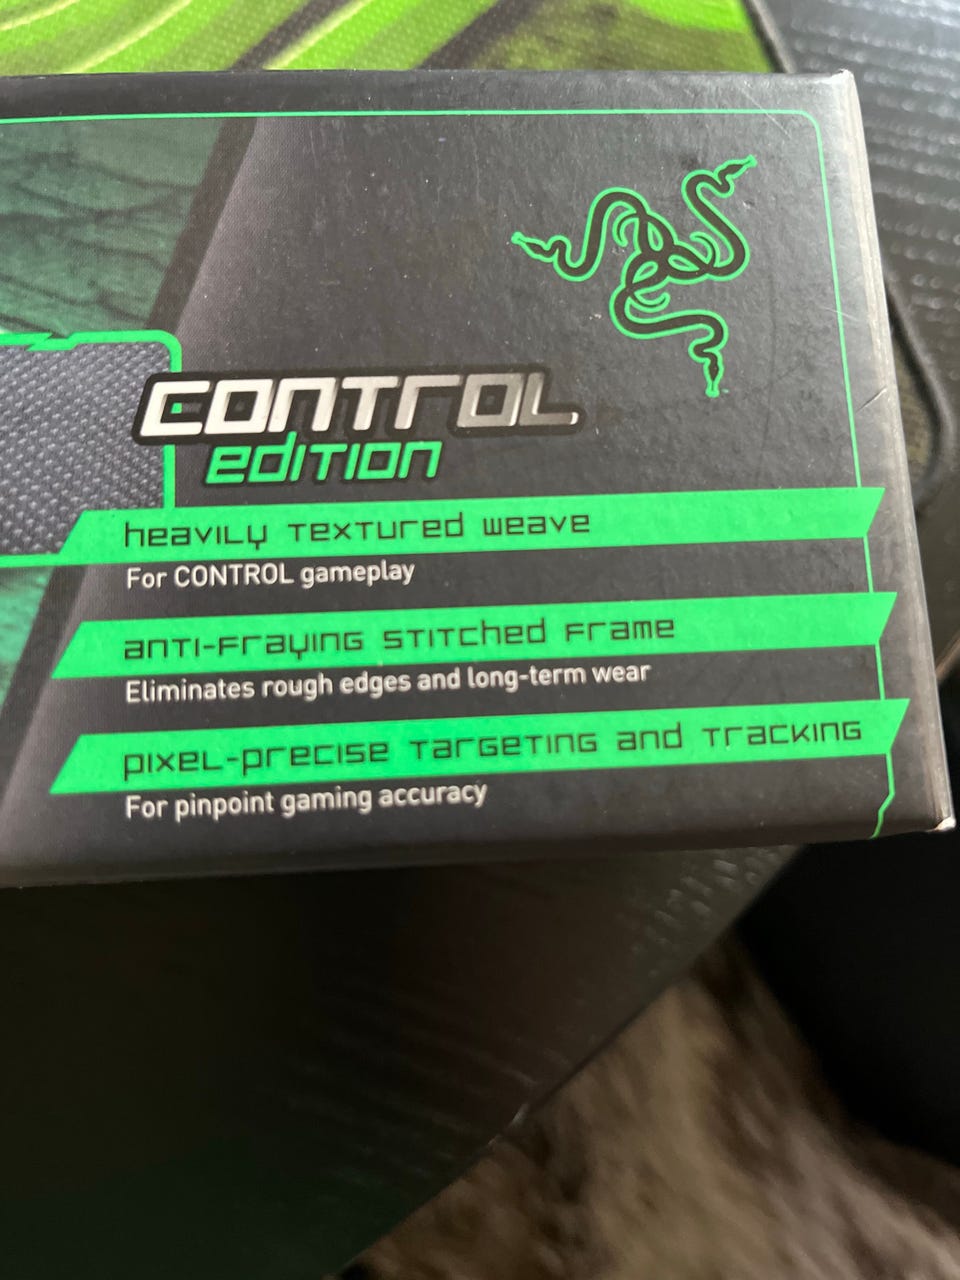 CONTROL
edition
heavily textured weave
For CONTROL gameplay
anti-fraying stitched frame
Eliminates rough edges and long-term wear
pixel-precise targeting and tracking
For pinpoint gaming accuracy